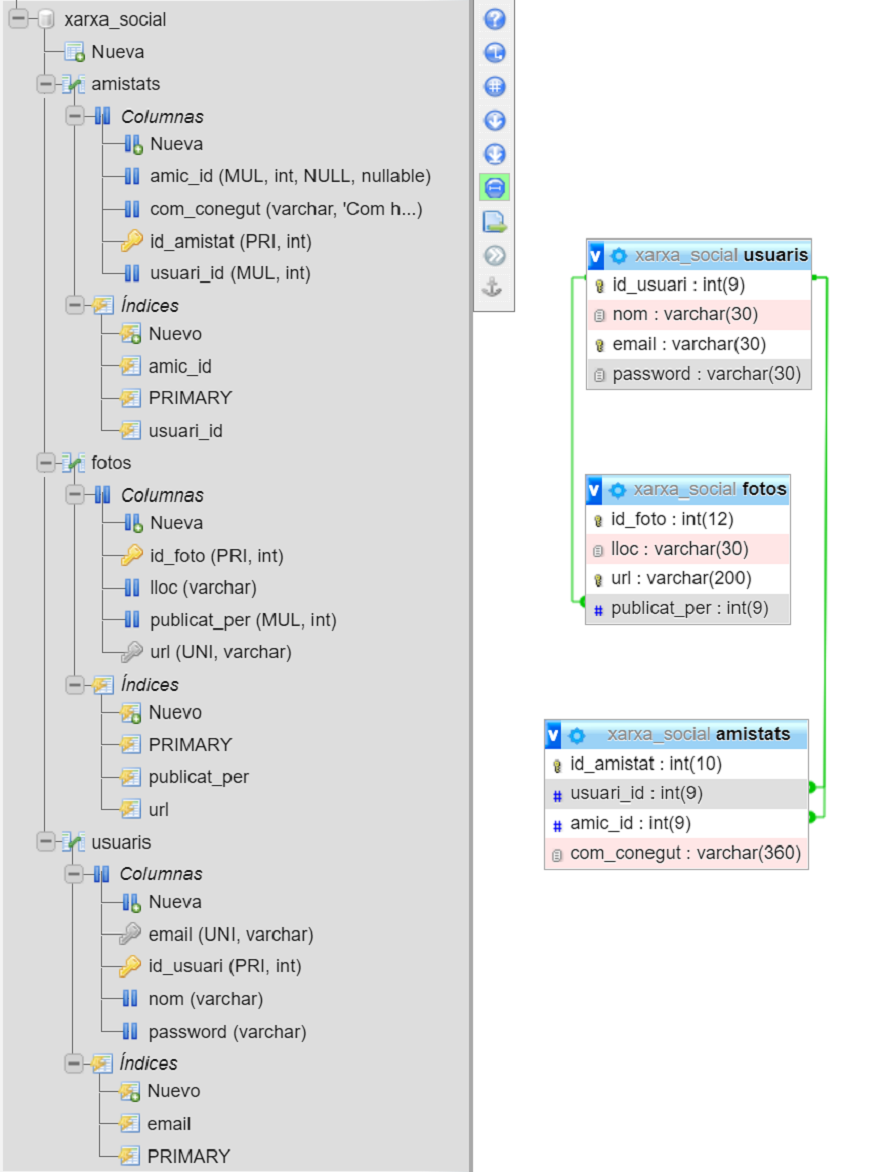 xarxa_social
Nueva
amistats
Columnas
Nueva
amic_id (MUL, int, NULL, nullable)
com_conegut (varchar, 'Com h...)
id_amistat (PRI, int)
usuari_id (MUL, int)
Índices
Nuevo
amic_id
PRIMARY
usuari_id
fotos
Columnas
Nueva
id_foto (PRI, int)
lloc (varchar)
publicat_per (MUL, int)
url (UNI, varchar)
Índices
Nuevo
PRIMARY
publicat_per
url
usuaris
Columnas
Nueva
email (UNI, varchar)
id_usuari (PRI, int)
nom (varchar)
password (varchar)
Índices
Nuevo
email
PRIMARY
v xarxa_social usuaris
id_usuari : int(9)
nom : varchar(30)
email : varchar(30)
password : varchar(30)
v xarxa_social fotos
id_foto : int(12)
lloc : varchar(30)
url : varchar(200)
# publicat_per : int(9)
v xarxa_social amistats
id_amistat : int(10)
# usuari_id : int(9)
# amic_id : int(9)
com_conegut : varchar(360)